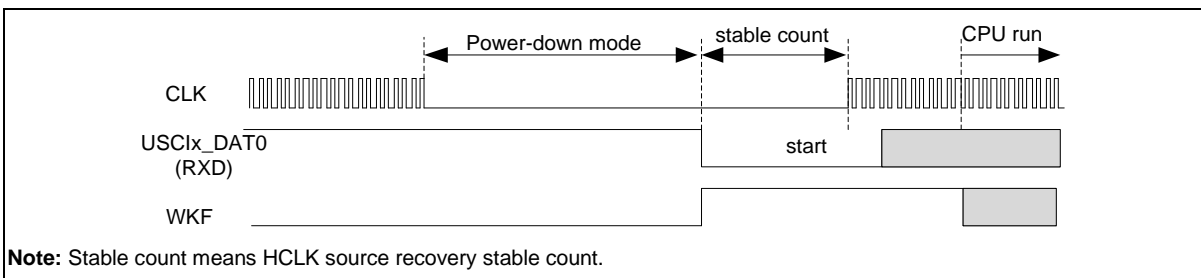 Power-down mode
stable count
CPU run
CLK
USCIx_DAT0
(RXD)
start
WKF
Note: Stable count means HCLK source recovery stable count.